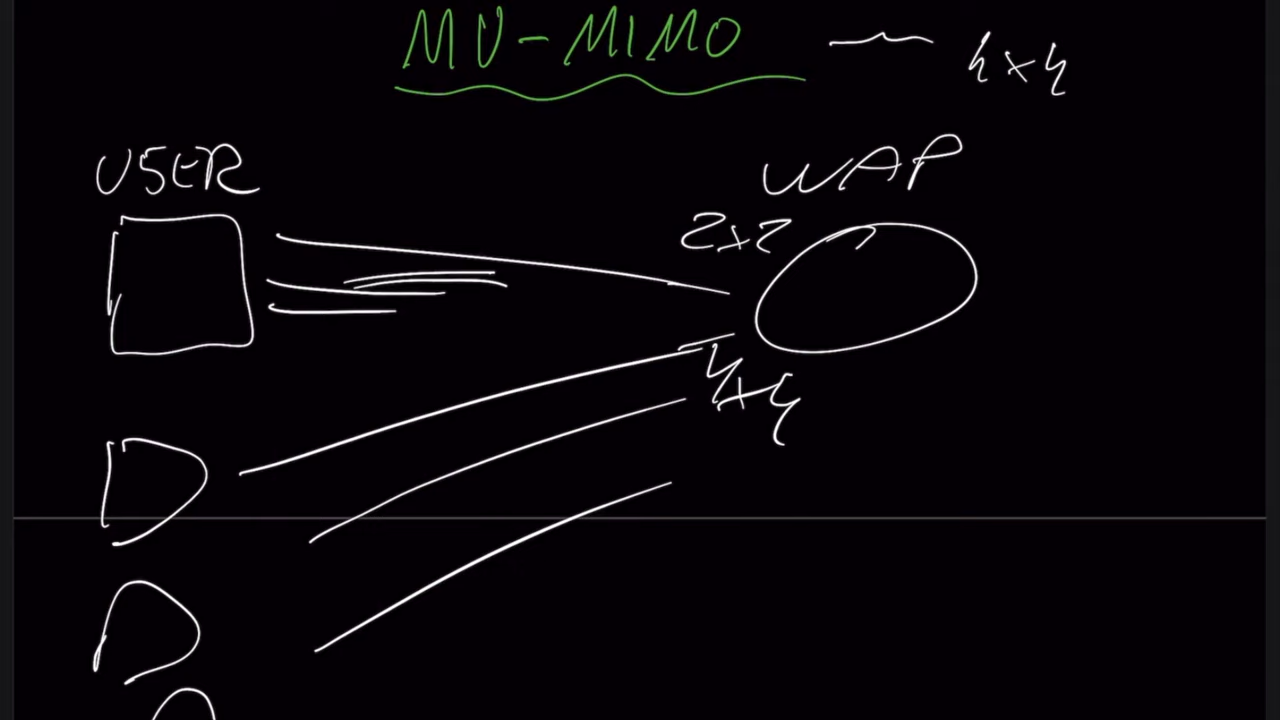 MU-MIMO — 4x4
USER
WAP
2x2
4x4
D
D